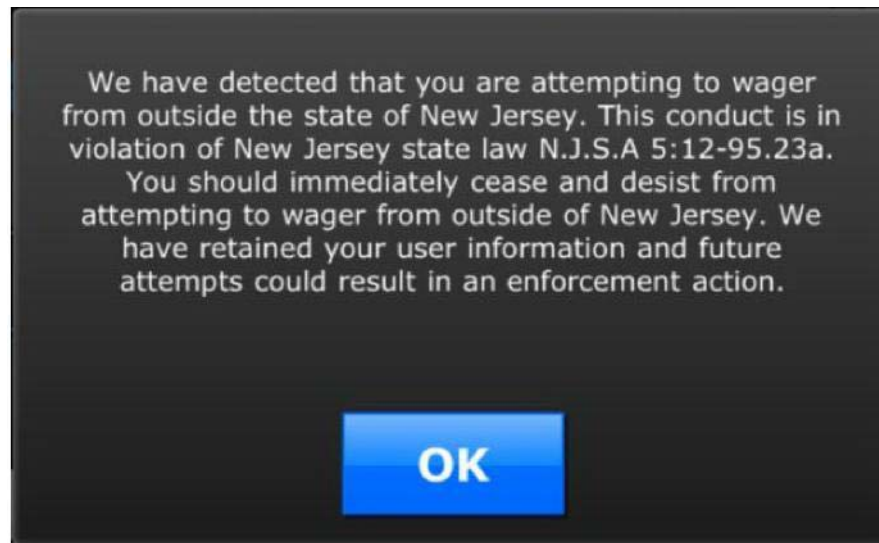 We have detected that you are attempting to wager
from outside the state of New Jersey. This conduct is in
violation of New Jersey state law N.J.S.A 5:12-95.23a.
You should immediately cease and desist from
attempting to wager from outside of New Jersey. We
have retained your user information and future
attempts could result in an enforcement action.
OK